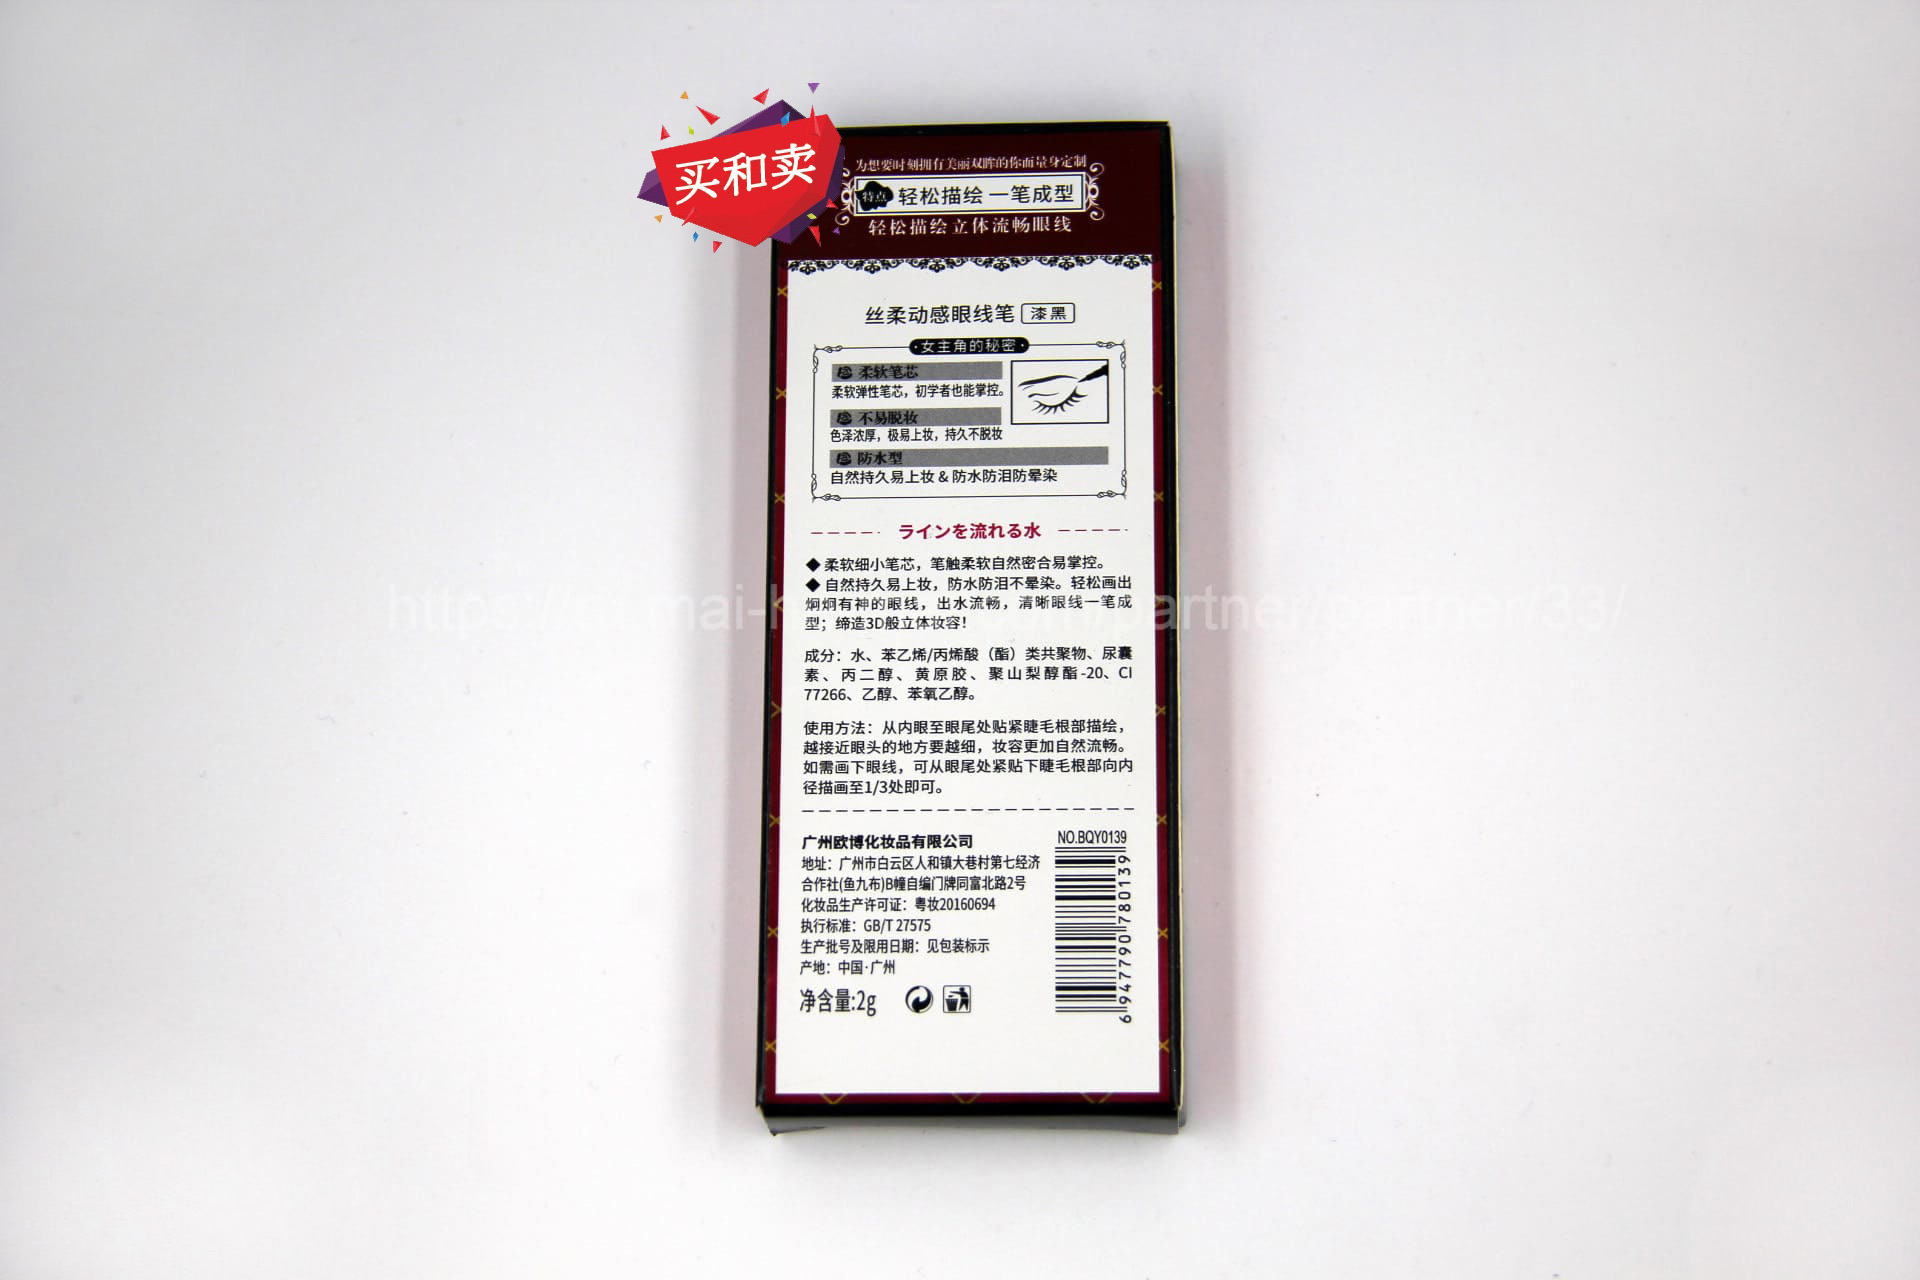 买和卖
为想要时刻拥有美丽双眸的你而量身定制
特点 轻松描绘 一笔成型
轻松描绘立体流畅眼线
丝柔动感眼线笔 漆黑
·女主角的秘密·
柔软笔芯
柔软弹性笔芯，初学者也能掌控。
不易脱妆
色泽浓厚，极易上妆，持久不脱妆
防水型
自然持久易上妆 & 防水防泪防晕染
ラインを流れる水
◆ 柔软细小笔芯，笔触柔软自然密合易掌控。
◆ 自然持久易上妆，防水防泪不晕染。轻松画出
炯炯有神的眼线，出水流畅，清晰眼线一笔成
型；缔造3D般立体妆容！
成分：水、苯乙烯/丙烯酸（酯）类共聚物、尿囊
素、丙二醇、黄原胶、聚山梨醇酯-20、CI
77266、乙醇、苯氧乙醇。
使用方法：从内眼至眼尾处贴紧睫毛根部描绘，
越接近眼头的地方要越细，妆容更加自然流畅。
如需画下眼线，可从眼尾处紧贴下睫毛根部向内
径描画至1/3处即可。
广州欧博化妆品有限公司
地址：广州市白云区人和镇大巷村第七经济
合作社(鱼九布)B幢自编门牌同富北路2号
化妆品生产许可证：粤妆20160694
执行标准：GB/T 27575
生产批号及限用日期：见包装标示
产地：中国·广州
净含量:2g
NO.BQY0139
6947790780139